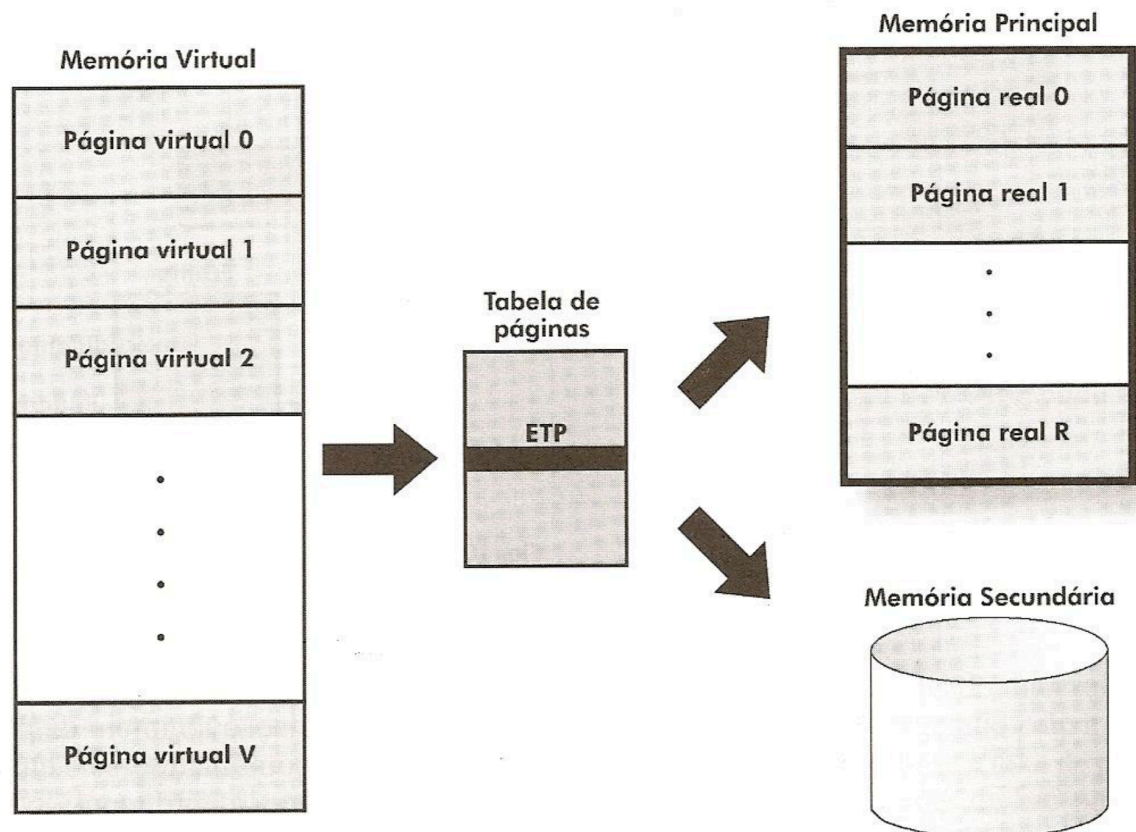 Memória Virtual
Página virtual 0
Página virtual 1
Página virtual 2
Página virtual V
Tabela de
páginas
ETP
Memória Principal
Página real 0
Página real 1
Página real R
Memória Secundária